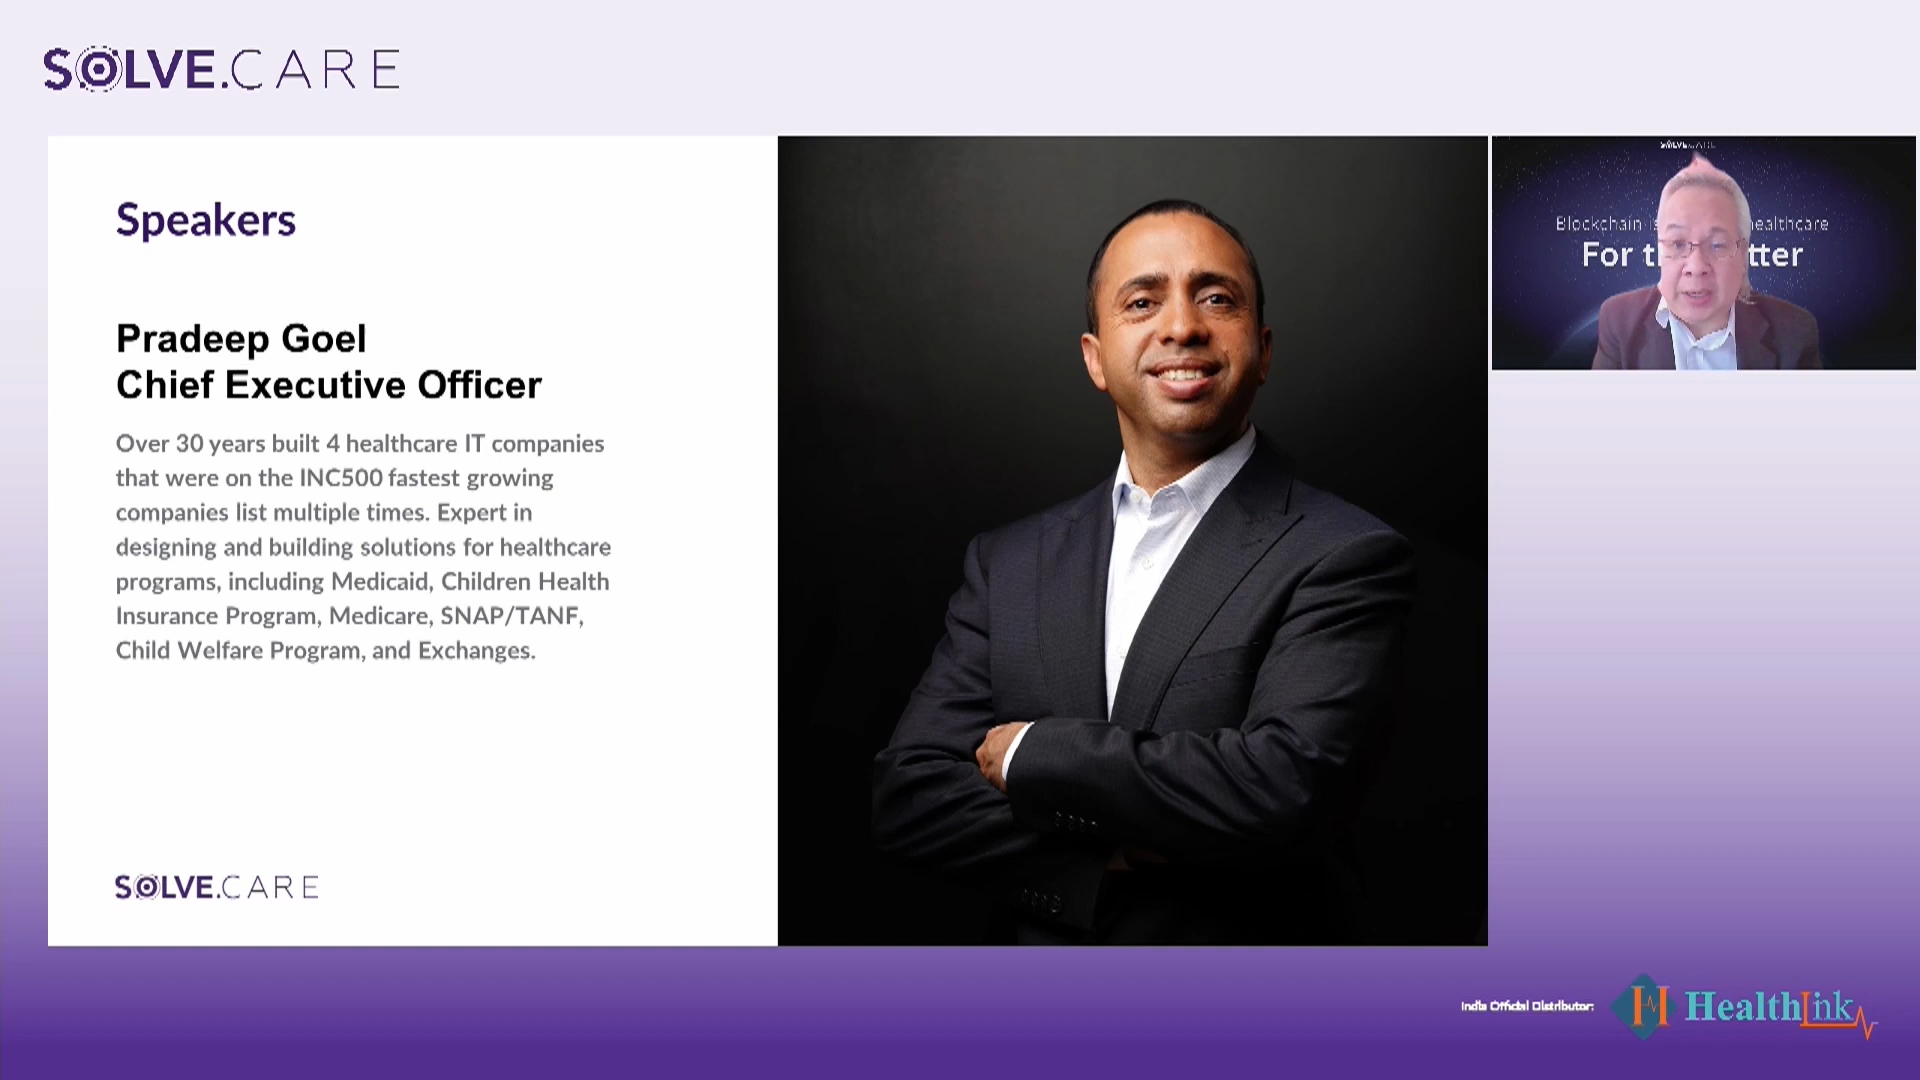 SOLVE.CARE
Speakers
Pradeep Goel
Chief Executive Officer
Over 30 years built 4 healthcare IT companies
that were on the INC500 fastest growing
companies list multiple times. Expert in
designing and building solutions for healthcare
programs, including Medicaid, Children Health
Insurance Program, Medicare, SNAP/TANF,
Child Welfare Program, and Exchanges.
SOLVE.CARE
SOLVE.CARE
Blockchain healthcare
For
India Official Distributor:
HealthLink